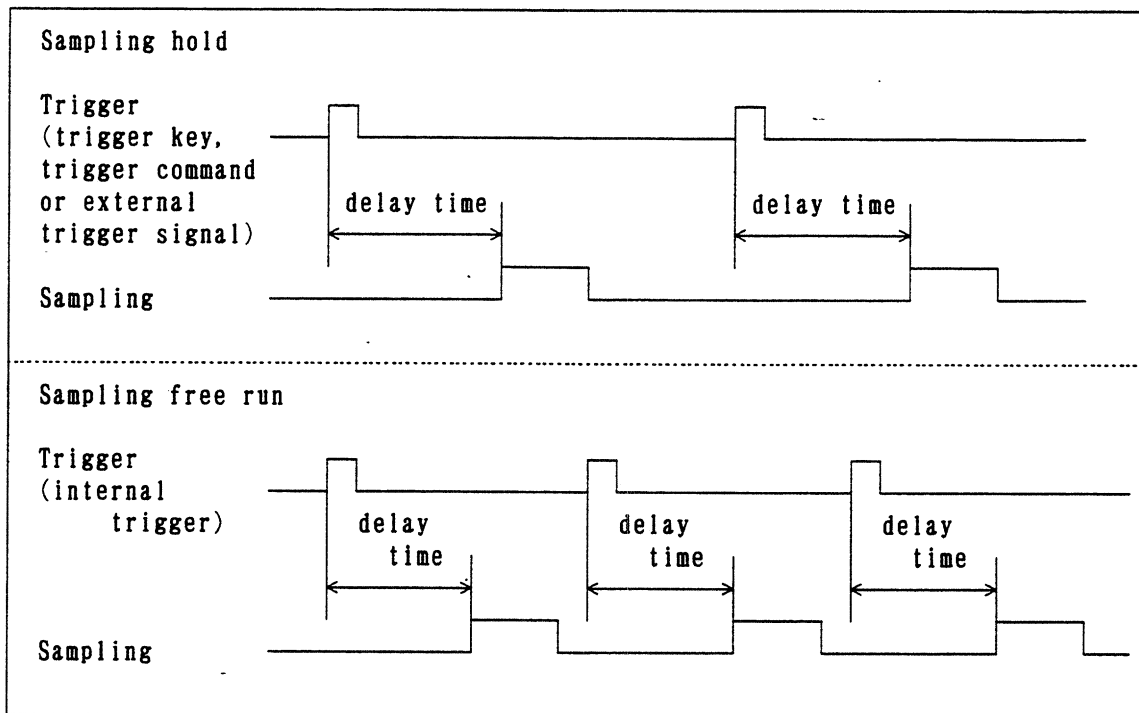 Sampling hold
Trigger
(trigger key,
trigger command
or external
trigger signal)
delay time
delay time
Sampling
Sampling free run
Trigger
(internal
trigger)
delay
time
delay
time
delay
time
Sampling